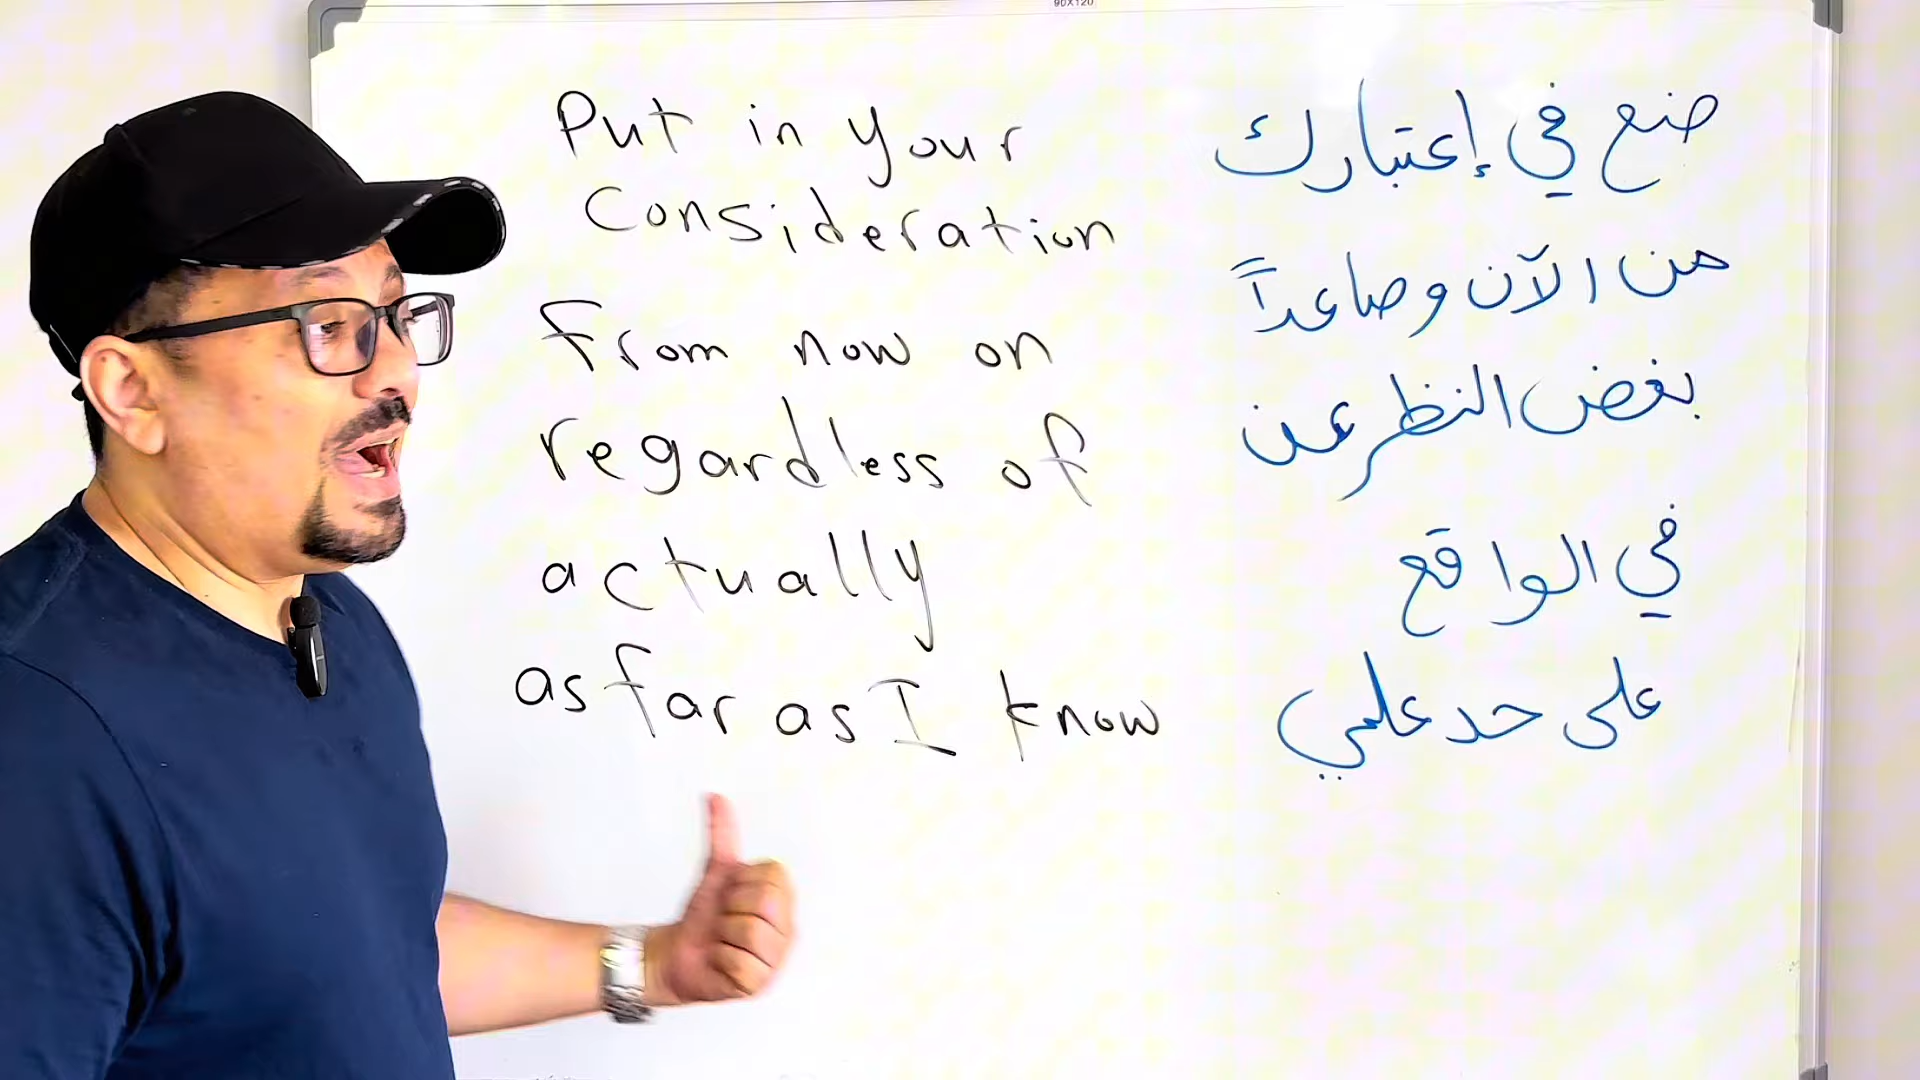 90X120
Put in your ضع في إعتبارك
Consideration
from now on من الآن وصاعداً
regardless of بغض النظر عن
actually في الواقع
as far as I know على حد علمي